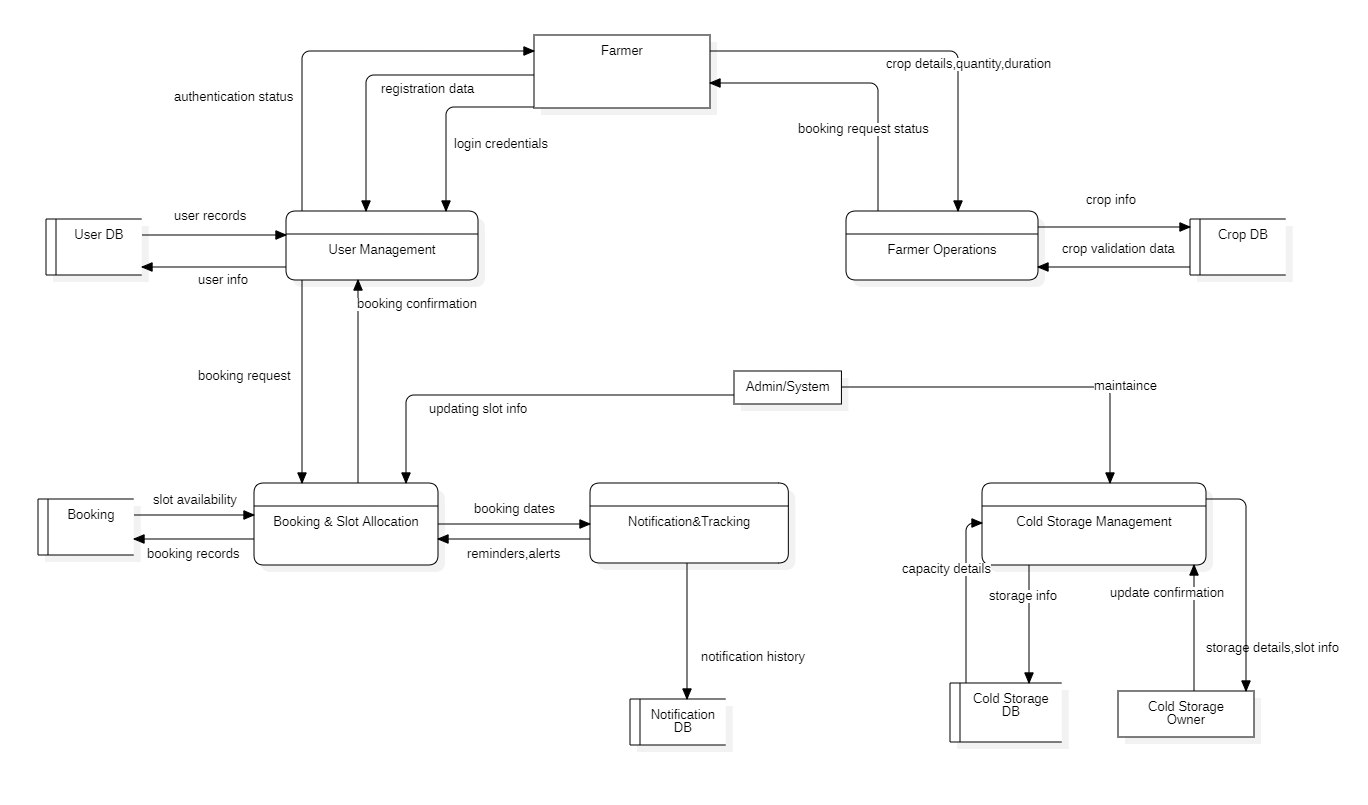 Farmer
crop details,quantity,duration
registration data
authentication status
booking request status
login credentials
crop info
user records
User DB
Crop DB
User Management
Farmer Operations
crop validation data
user info
booking confirmation
booking request
Admin/System
maintaince
updating slot info
slot availability
booking dates
Booking
Booking & Slot Allocation
Notification&Tracking
Cold Storage Management
booking records
reminders,alerts
capacity details
storage info
update confirmation
storage details,slot info
notification history
Cold Storage
DB
Cold Storage
Owner
Notification
DB